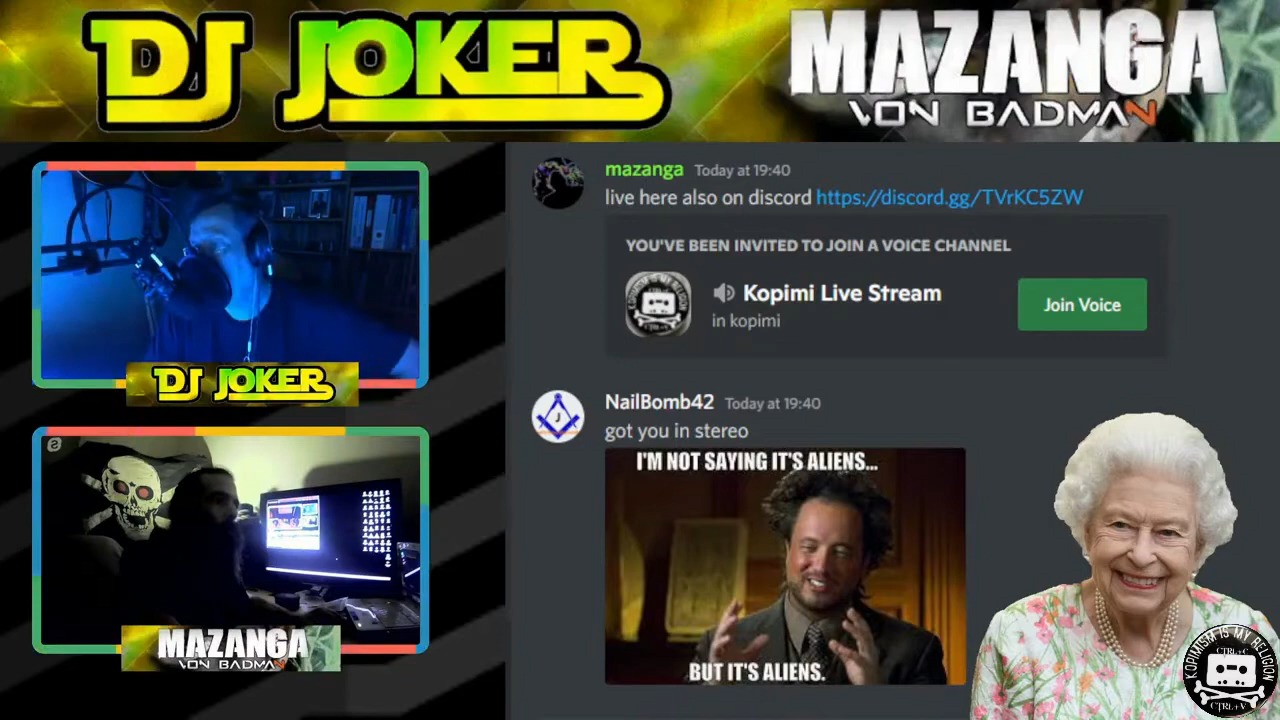 DJ JOKER
MAZANGA
VON BADMAN
mazanga Today at 19:40
live here also on discord https://discord.gg/TVrKC5ZW
YOU'VE BEEN INVITED TO JOIN A VOICE CHANNEL
Kopimi Live Stream
in kopimi
Join Voice
NailBomb42 Today at 19:40
got you in stereo
I'M NOT SAYING IT'S ALIENS...
BUT IT'S ALIENS.
DJ JOKER
MAZANGA
VON BADMAN
KOPIMISM IS MY RELIGION
CTRL+C
CTRL+V